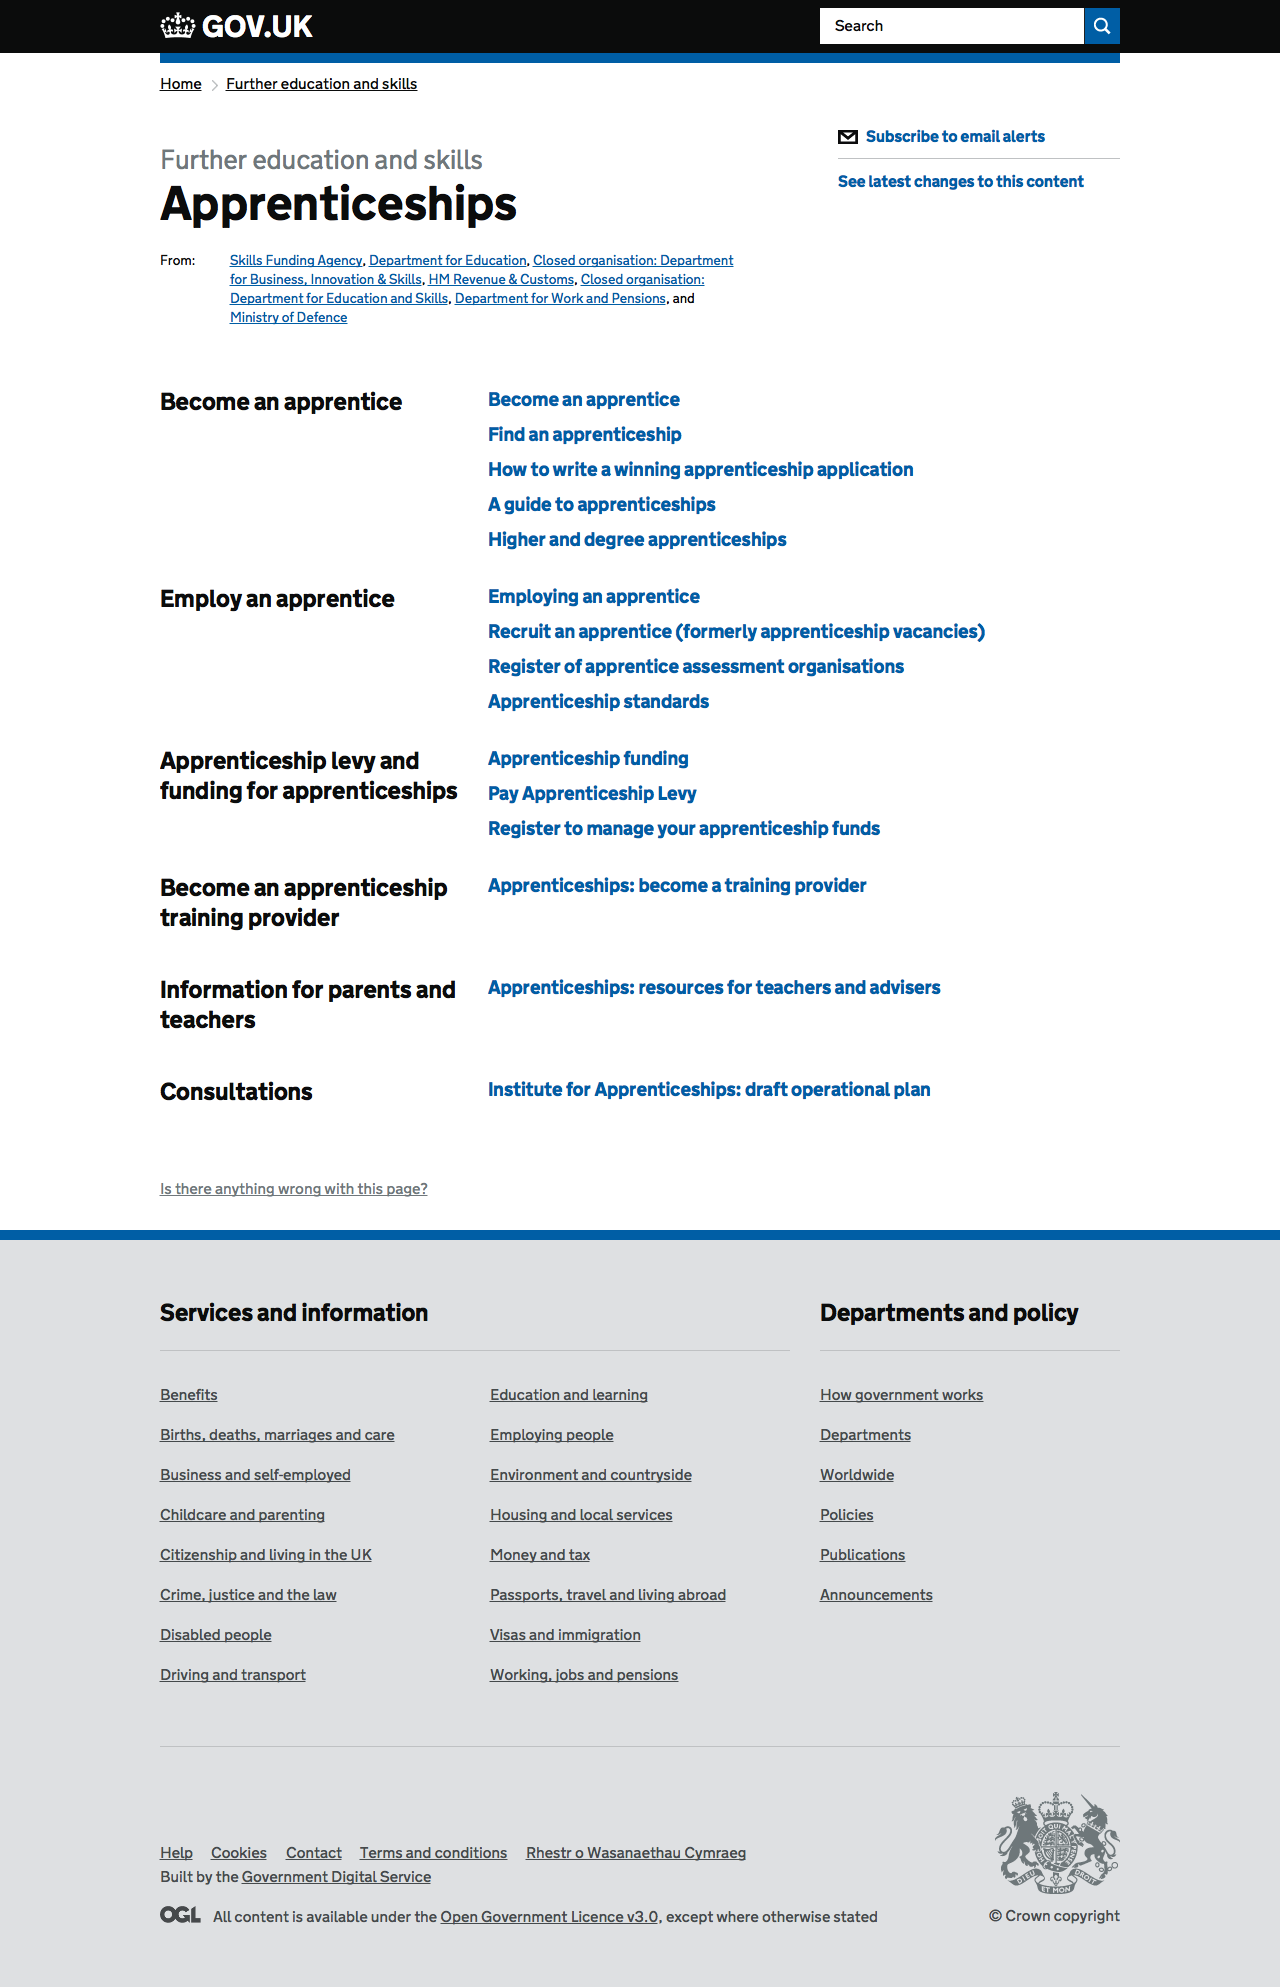 GOV.UK
Search
Home
Further education and skills
Subscribe to email alerts
See latest changes to this content
Further education and skills
Apprenticeships
From:
Skills Funding Agency, Department for Education, Closed organisation: Department
for Business, Innovation & Skills, HM Revenue & Customs, Closed organisation:
Department for Education and Skills, Department for Work and Pensions, and
Ministry of Defence
Become an apprentice
Become an apprentice
Find an apprenticeship
How to write a winning apprenticeship application
A guide to apprenticeships
Higher and degree apprenticeships
Employ an apprentice
Employing an apprentice
Recruit an apprentice (formerly apprenticeship vacancies)
Register of apprentice assessment organisations
Apprenticeship standards
Apprenticeship levy and
funding for apprenticeships
Apprenticeship funding
Pay Apprenticeship Levy
Register to manage your apprenticeship funds
Become an apprenticeship
training provider
Apprenticeships: become a training provider
Information for parents and
teachers
Apprenticeships: resources for teachers and advisers
Consultations
Institute for Apprenticeships: draft operational plan
Is there anything wrong with this page?
Services and information
Benefits
Births, deaths, marriages and care
Business and self-employed
Childcare and parenting
Citizenship and living in the UK
Crime, justice and the law
Disabled people
Driving and transport
Education and learning
Employing people
Environment and countryside
Housing and local services
Money and tax
Passports, travel and living abroad
Visas and immigration
Working, jobs and pensions
Departments and policy
How government works
Departments
Worldwide
Policies
Publications
Announcements
Help Cookies Contact Terms and conditions Rhestr o Wasanaethau Cymraeg
Built by the Government Digital Service
OGL All content is available under the Open Government Licence v3.0, except where otherwise stated
DIEU ET MON DROIT
© Crown copyright